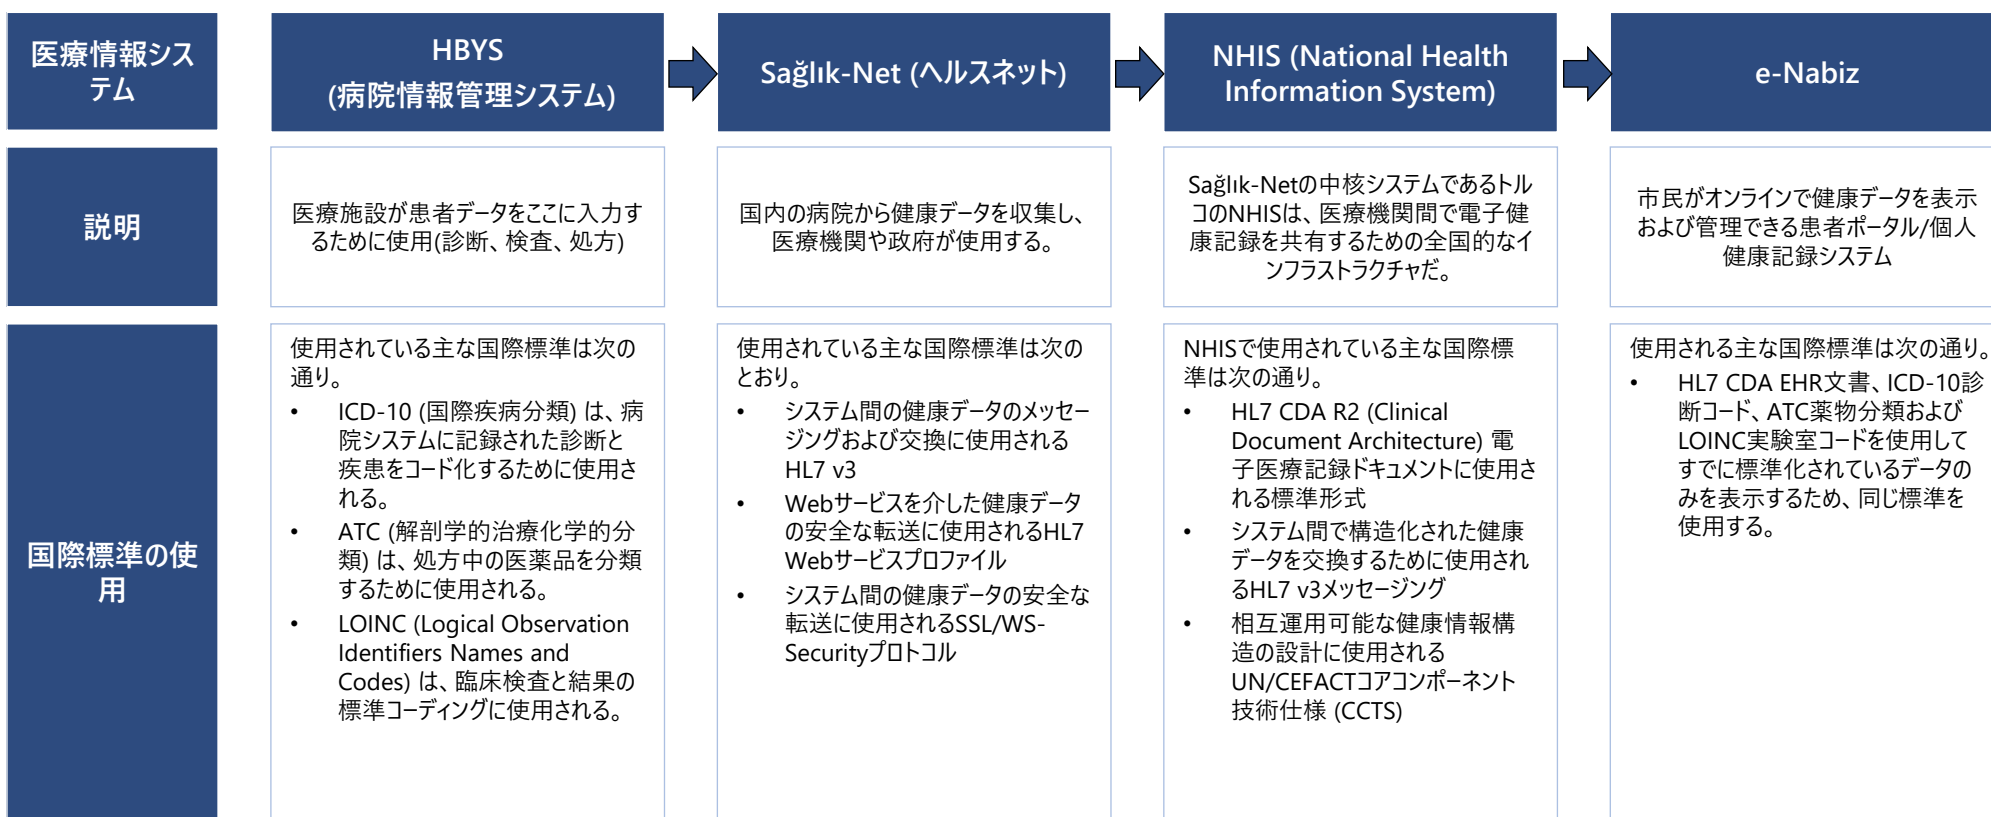 医療情報シス
テム
HBYS
(病院情報管理システム)
Sağlık-Net (ヘルスネット)
NHIS (National Health
Information System)
e-Nabiz
説明
医療施設が患者データをここに入力す
るために使用(診断、検査、処方)
国内の病院から健康データを収集し、
医療機関や政府が使用する。
Sağlık-Netの中核システムであるトル
コのNHISは、医療機関間で電子健
康記録を共有するための全国的なイ
ンフラストラクチャだ。
市民がオンラインで健康データを表示
および管理できる患者ポータル/個人
健康記録システム
国際標準の使
用
使用されている主な国際標準は次の
通り。
• ICD-10 (国際疾病分類) は、病
院システムに記録された診断と
疾患をコード化するために使用さ
れる。
• ATC (解剖学的治療化学的分
類) は、処方中の医薬品を分類
するために使用される。
• LOINC (Logical Observation
Identifiers Names and
Codes) は、臨床検査と結果の
標準コーディングに使用される。
使用されている主な国際標準は次の
とおり。
• システム間の健康データのメッセー
ジングおよび交換に使用される
HL7 v3
• Webサービスを介した健康データ
の安全な転送に使用されるHL7
Webサービスプロファイル
• システム間の健康データの安全な
転送に使用されるSSL/WS-
Securityプロトコル
NHISで使用されている主な国際標
準は次の通り。
• HL7 CDA R2 (Clinical
Document Architecture) 電
子医療記録ドキュメントに使用さ
れる標準形式
• システム間で構造化された健康
データを交換するために使用され
るHL7 v3メッセージング
• 相互運用可能な健康情報構
造の設計に使用される
UN/CEFACTコアコンポーネント
技術仕様 (CCTS)
使用される主な国際標準は次の通り。
• HL7 CDA EHR文書、ICD-10診
断コード、ATC薬物分類および
LOINC実験室コードを使用して
すでに標準化されているデータの
みを表示するため、同じ標準を
使用する。